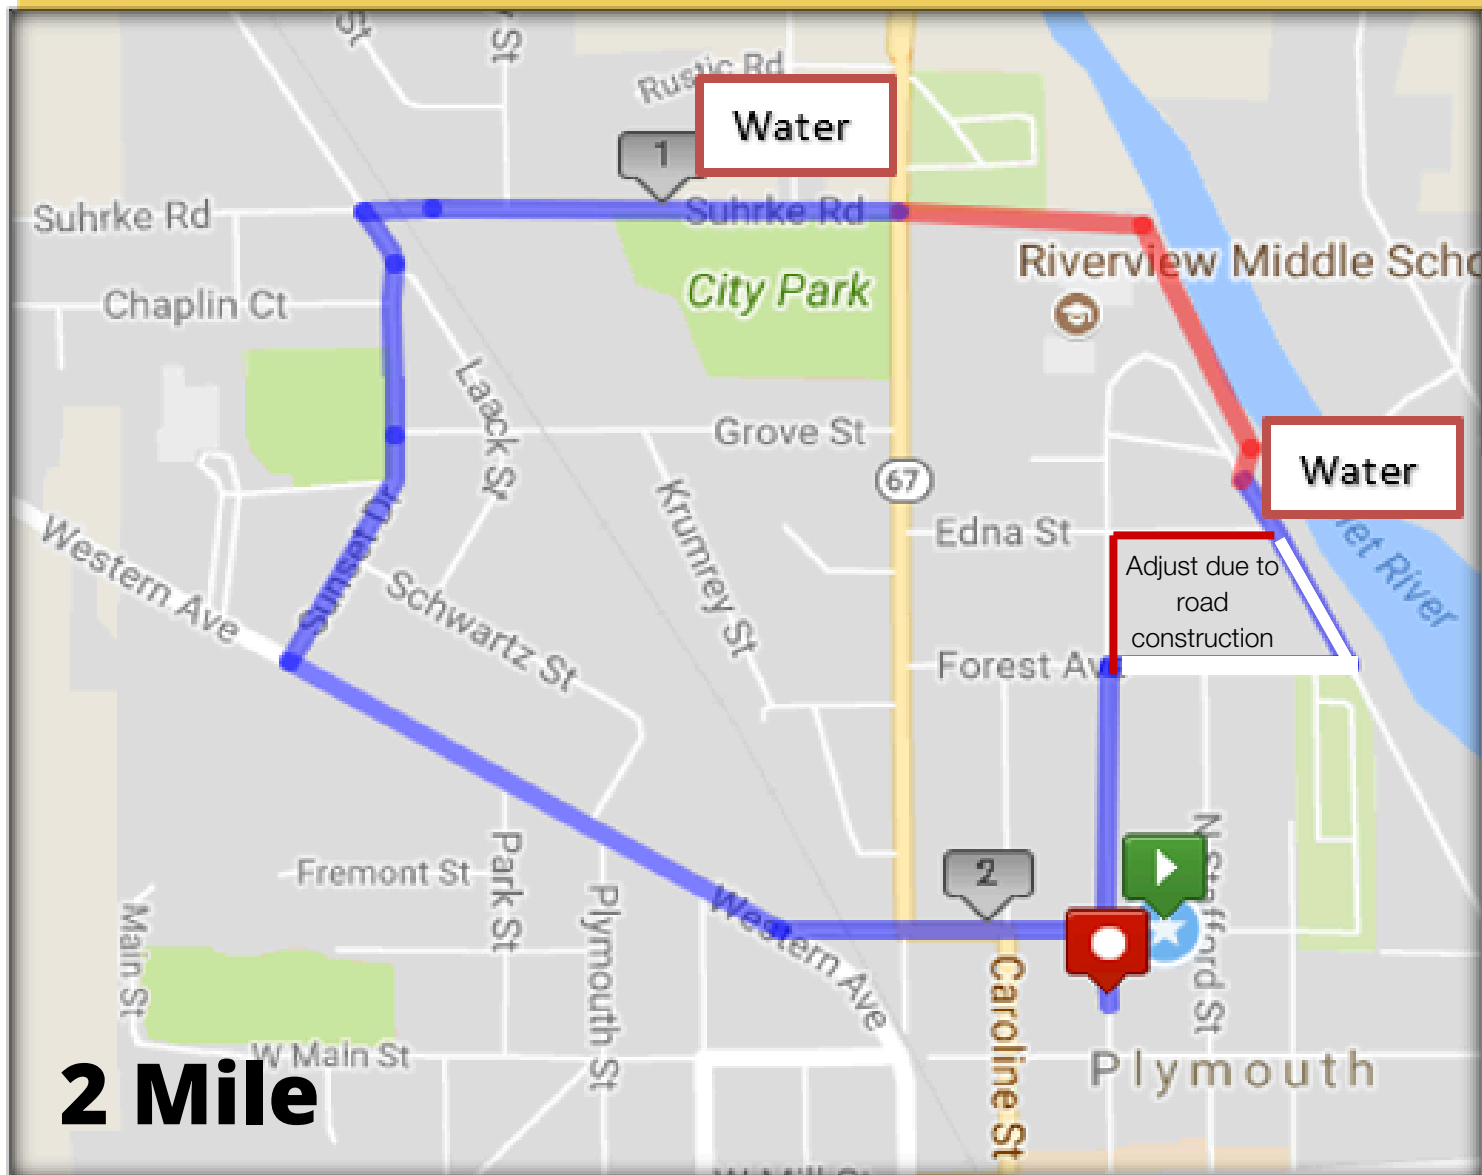 St
Rustic Rd
Water
1
Suhrke Rd
Suhrke Rd
Riverview Middle Scho
City Park
Chaplin Ct
Laack St
Grove St
Water
67
Krumrey St
Edna St
Western Ave
Sunset Dr
Adjust due to
road
construction
Schwartz St
Forest Ave
River
2
N Stafford St
Fremont St
Park St
Plymouth St
Western Ave
Main St
Caroline St
W Main St
Plymouth
2 Mile